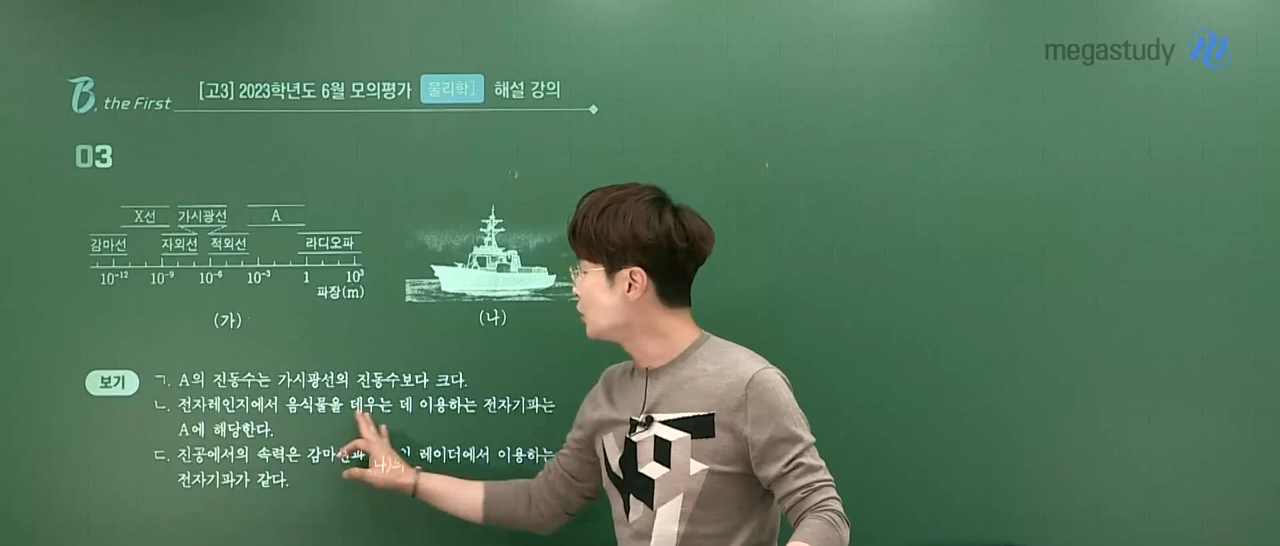 megastudy
B. the First
[고3] 2023학년도 6월 모의평가 물리학I 해설 강의
03
X선 가시광선 A
감마선 자외선 적외선 라디오파
10⁻¹² 10⁻⁹ 10⁻⁶ 10⁻³ 1 10³
파장(m)
(가) (나)
보기 ㄱ. A의 진동수는 가시광선의 진동수보다 크다.
ㄴ. 전자레인지에서 음식물을 데우는 데 이용하는 전자기파는
A에 해당한다.
ㄷ. 진공에서의 속력은 감마선과 (나)의 레이더에서 이용하는
전자기파가 같다.